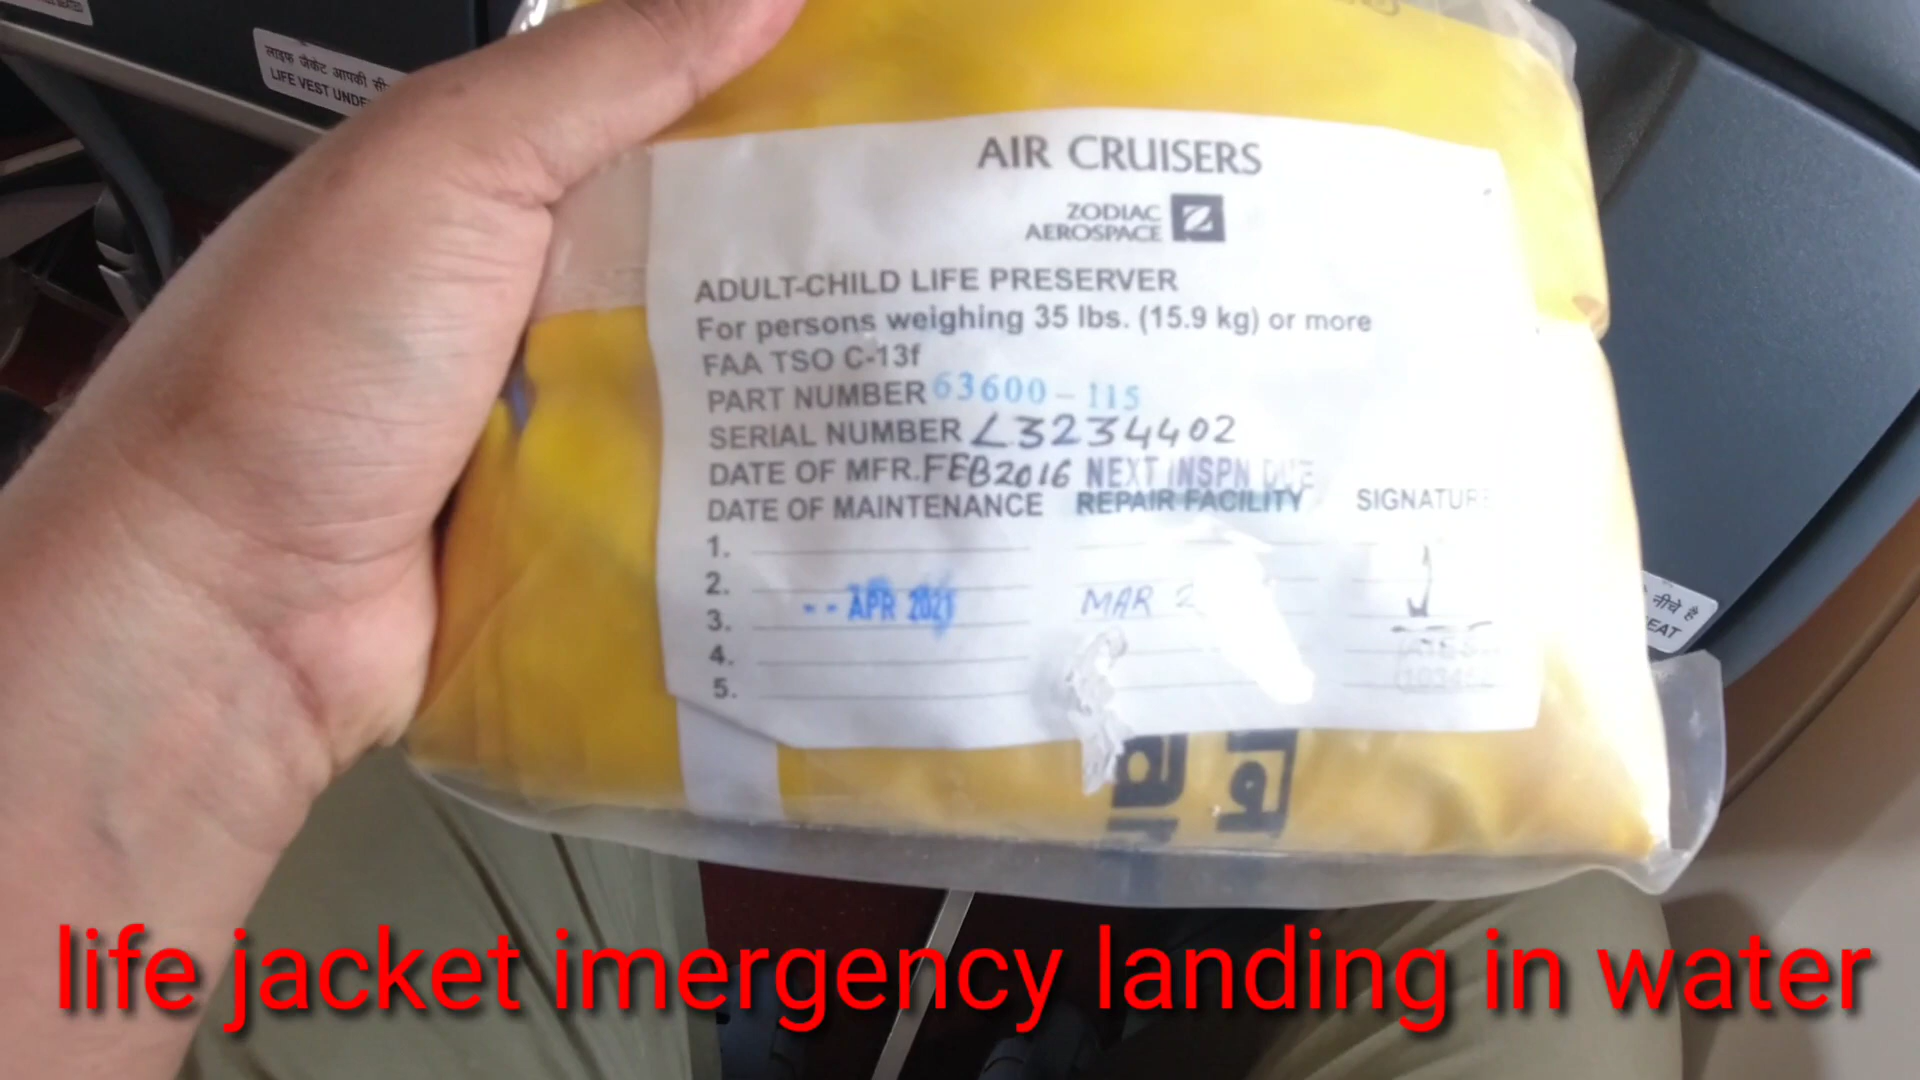 लाइफ जैकेट आपकी सी
LIFE VEST UNDE
AIR CRUISERS
ZODIAC
AEROSPACE
ADULT-CHILD LIFE PRESERVER
For persons weighing 35 lbs. (15.9 kg) or more
FAA TSO C-13f
PART NUMBER 63600-115
SERIAL NUMBER L3234402
DATE OF MFR. FEB2016 NEXT INSPN DUE
DATE OF MAINTENANCE REPAIR FACILITY SIGNATURE
1.
2.
3. -- APR 2021 MAR 2
4.
5.
नीचे है
EAT
life jacket imergency landing in water